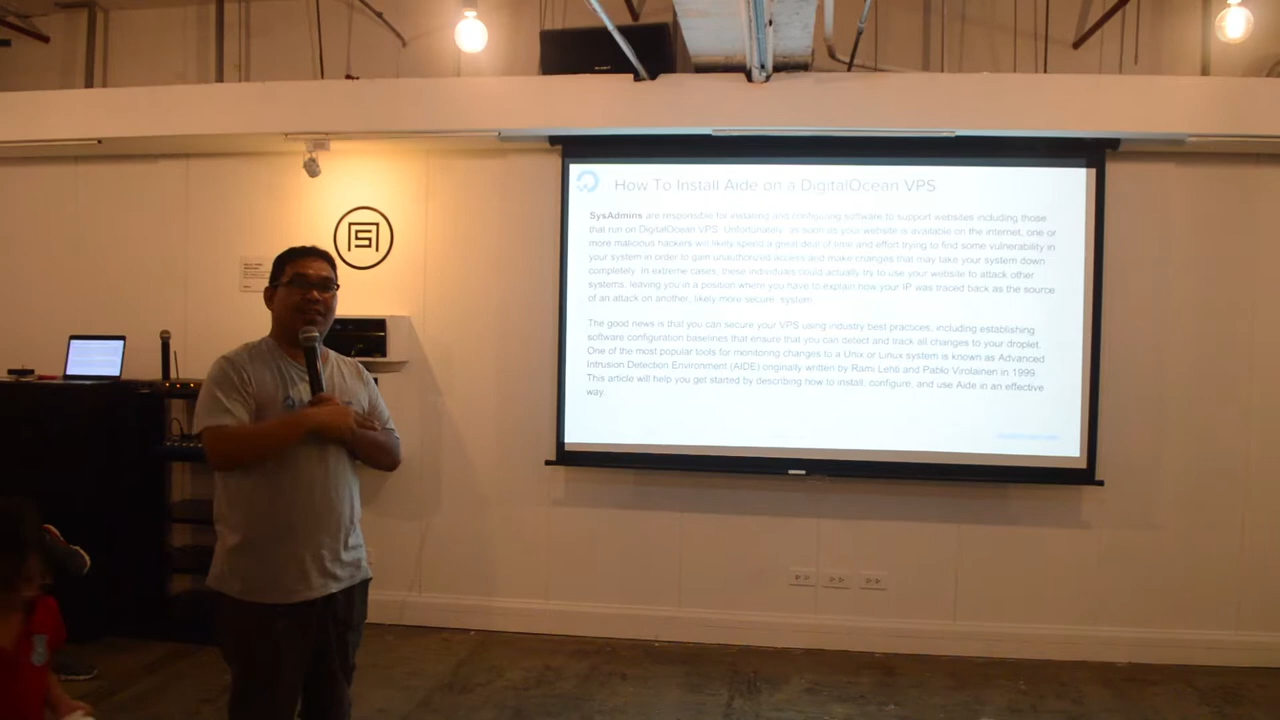 How To Install Aide on a DigitalOcean VPS
SysAdmins are responsible for installing and configuring software to support websites including those
that run on DigitalOcean VPS. Unfortunately, as soon as your website is available on the internet, one or
more malicious hackers will likely spend a great deal of time and effort trying to find some vulnerability in
your system in order to gain unauthorized access and make changes that may take your system down
completely. In extreme cases, these individuals could actually try to use your website to attack other
systems, leaving you in a position where you have to explain how your IP was traced back as the source
of an attack on another, likely more secure, system.
The good news is that you can secure your VPS using industry best practices, including establishing
software configuration baselines that ensure that you can detect and track all changes to your droplet.
One of the most popular tools for monitoring changes to a Unix or Linux system is known as Advanced
Intrusion Detection Environment (AIDE) originally written by Rami Lehti and Pablo Virolainen in 1999.
This article will help you get started by describing how to install, configure, and use Aide in an effective
way.